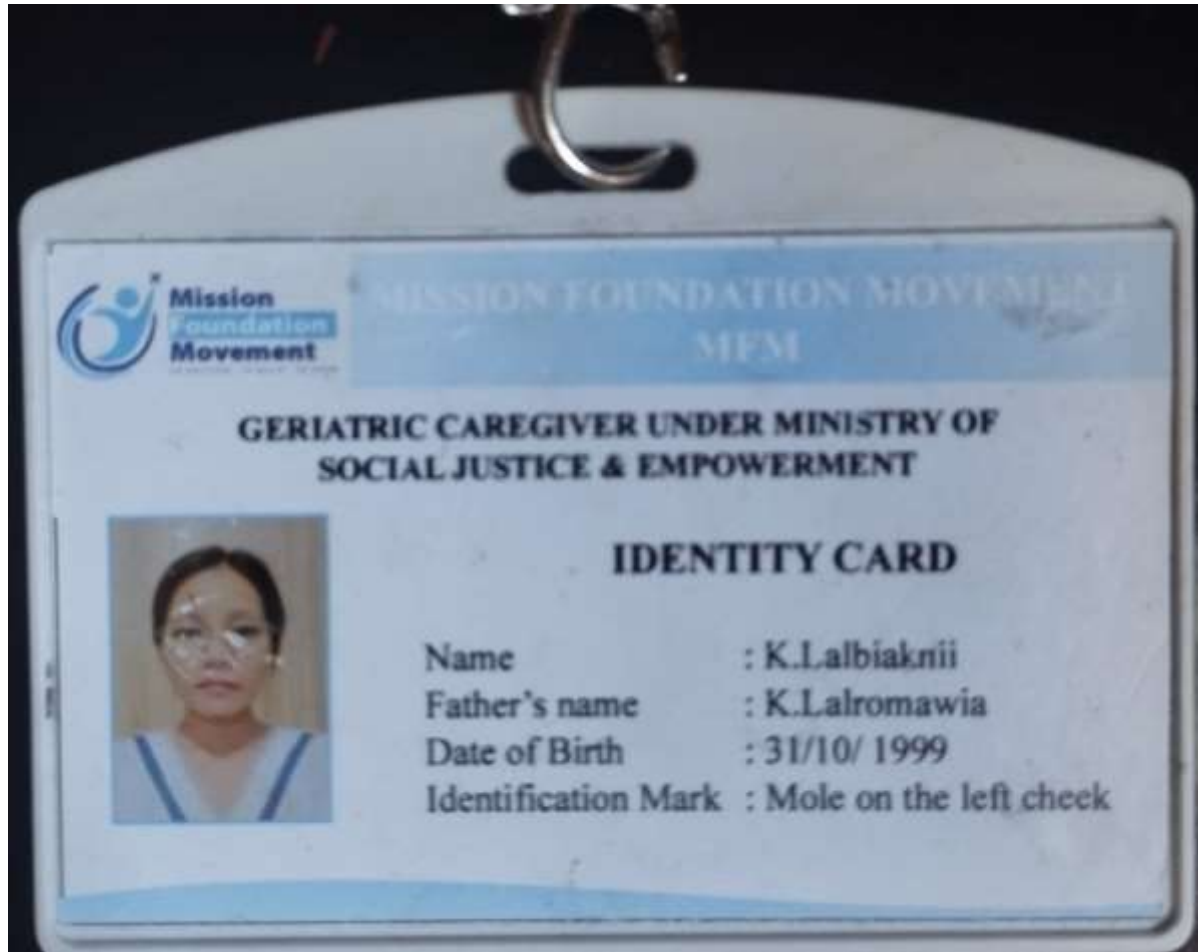 Mission
Foundation
Movement
MISSION FOUNDATION MOVEMENT
MFM
GERIATRIC CAREGIVER UNDER MINISTRY OF
SOCIAL JUSTICE & EMPOWERMENT
IDENTITY CARD
Name : K.Lalbiaknii
Father's name : K.Lalromawia
Date of Birth : 31/10/ 1999
Identification Mark : Mole on the left cheek